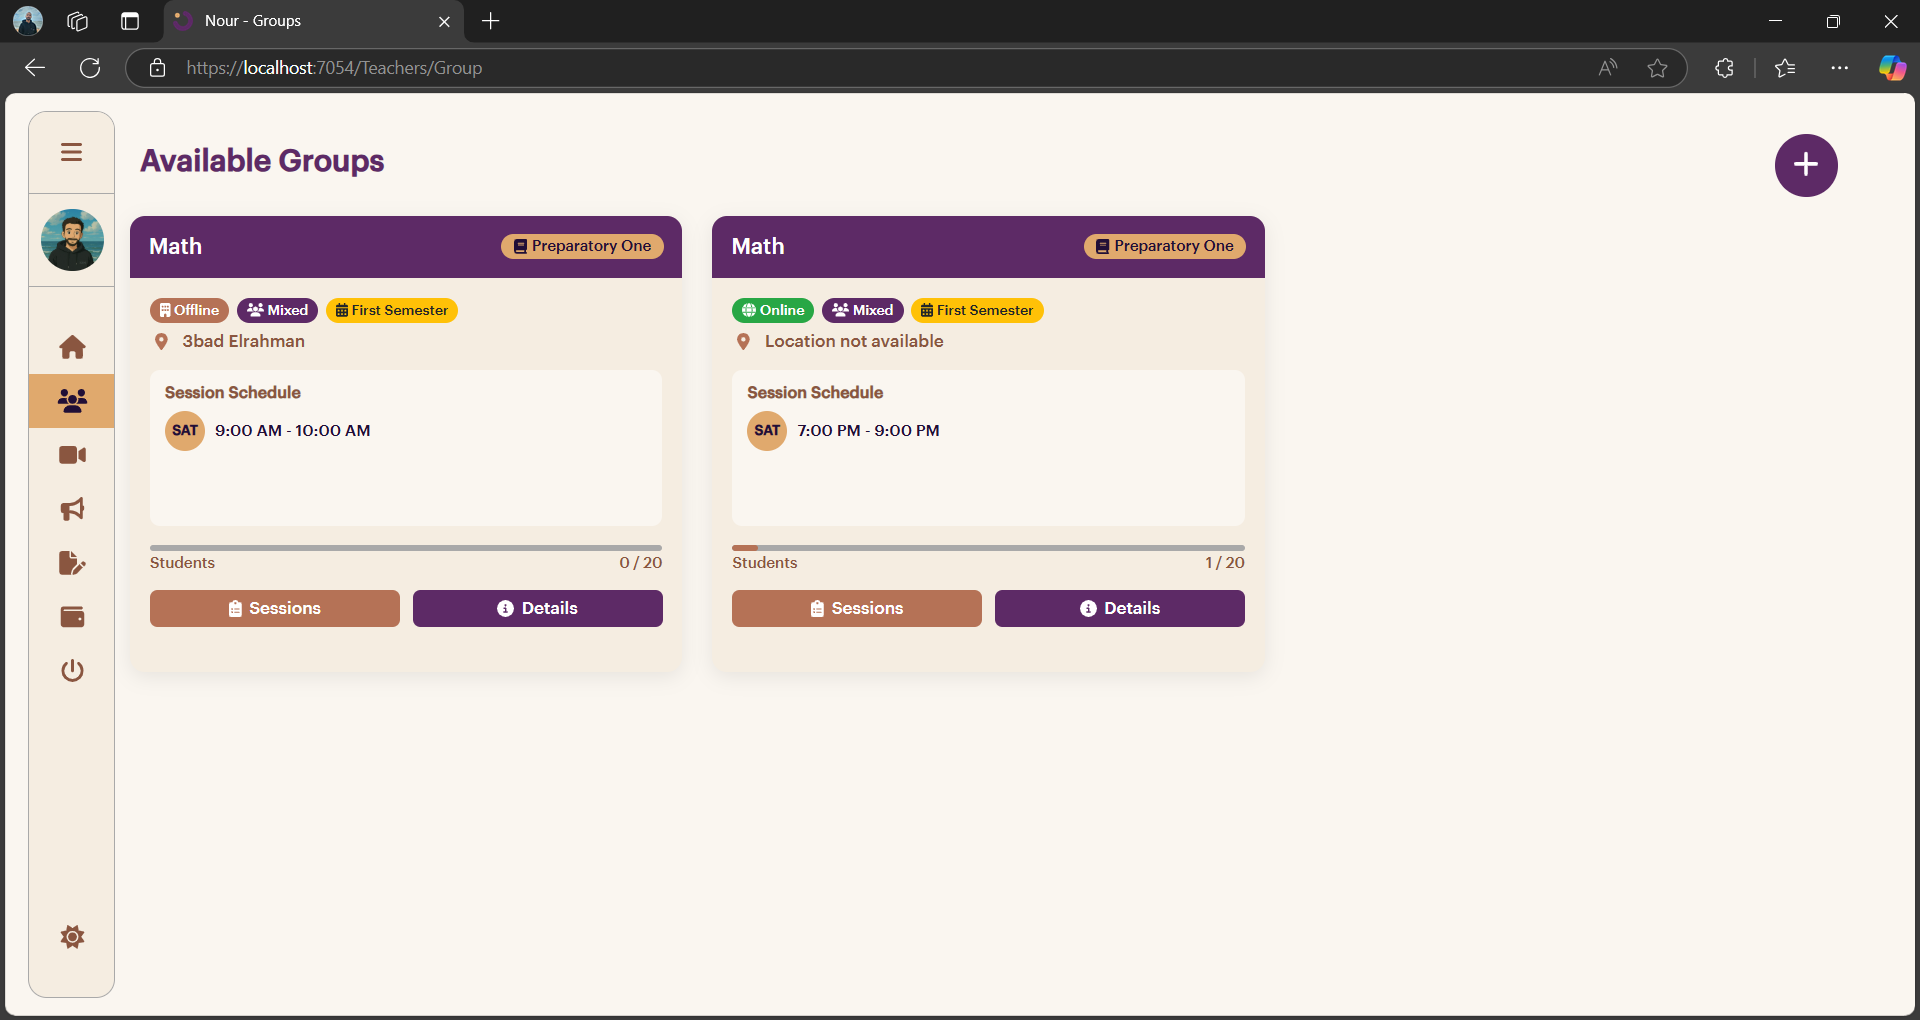 Nour - Groups
https://localhost:7054/Teachers/Group
Available Groups
Math
Preparatory One
Offline
Mixed
First Semester
3bad Elrahman
Session Schedule
SAT
9:00 AM - 10:00 AM
Students
0 / 20
Sessions
Details
Math
Preparatory One
Online
Mixed
First Semester
Location not available
Session Schedule
SAT
7:00 PM - 9:00 PM
Students
1 / 20
Sessions
Details